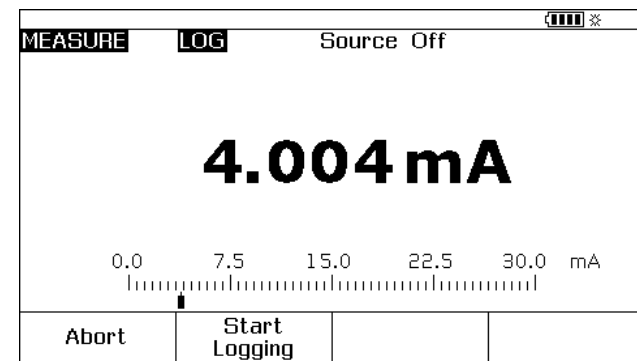 MEASURE LOG Source Off
4.004 mA
0.0 7.5 15.0 22.5 30.0 mA
Abort Start Logging